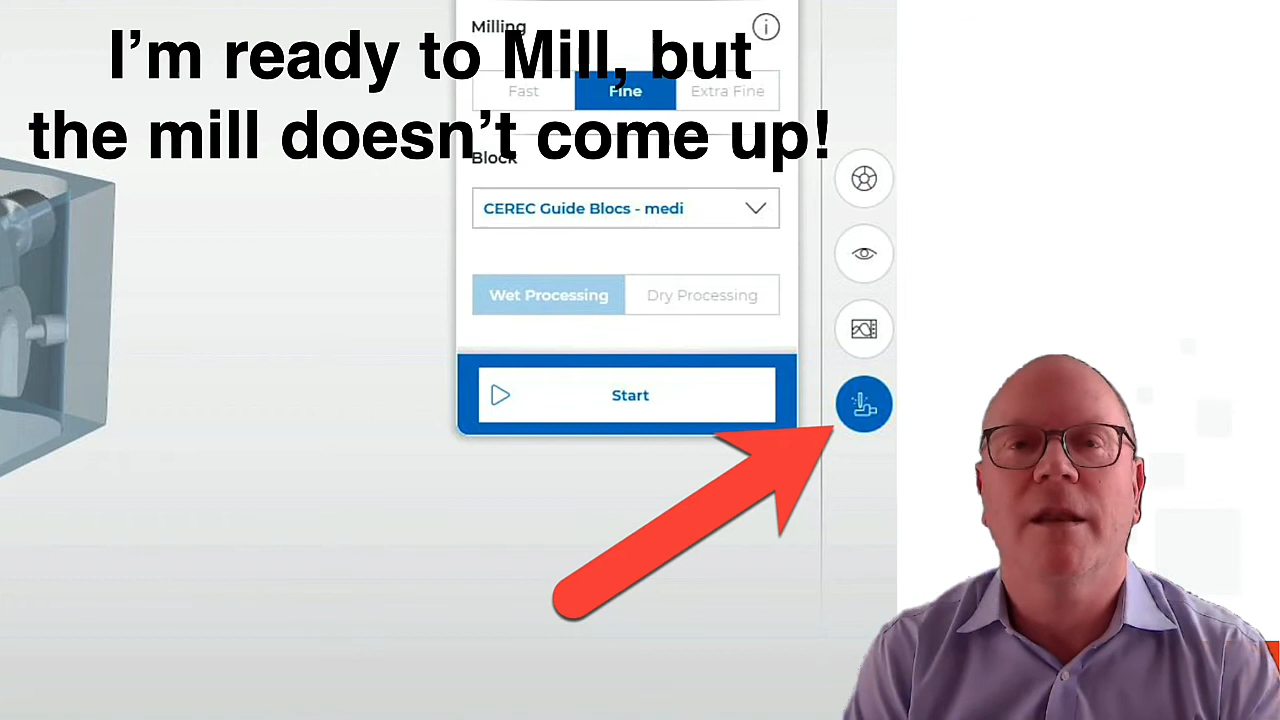 Milling
I’m ready to Mill, but
the mill doesn’t come up!
Fast
Fine
Extra Fine
Block
CEREC Guide Blocs - medi
Wet Processing
Dry Processing
Start